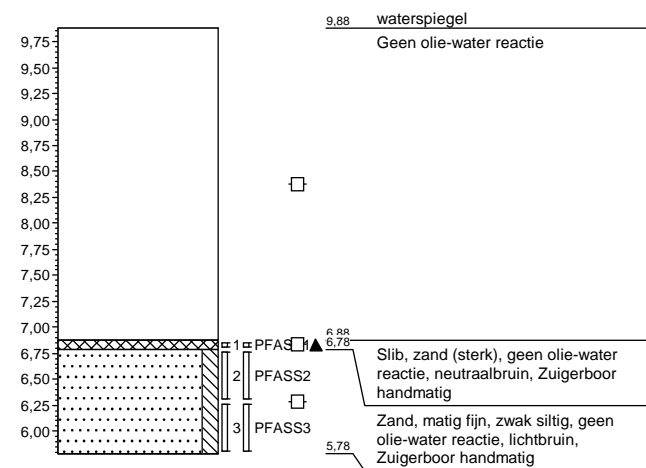 9,88 waterspiegel
Geen olie-water reactie
9,75
9,50
9,25
9,00
8,75
8,50
8,25
8,00
7,75
7,50
7,25
7,00
6,75
6,50
6,25
6,00
1
2 PFASS2
3 PFASS3
6,88
6,78
Slib, zand (sterk), geen olie-water
reactie, neutraalbruin, Zuigerboor
handmatig
Zand, matig fijn, zwak siltig, geen
olie-water reactie, lichtbruin,
Zuigerboor handmatig
5,78